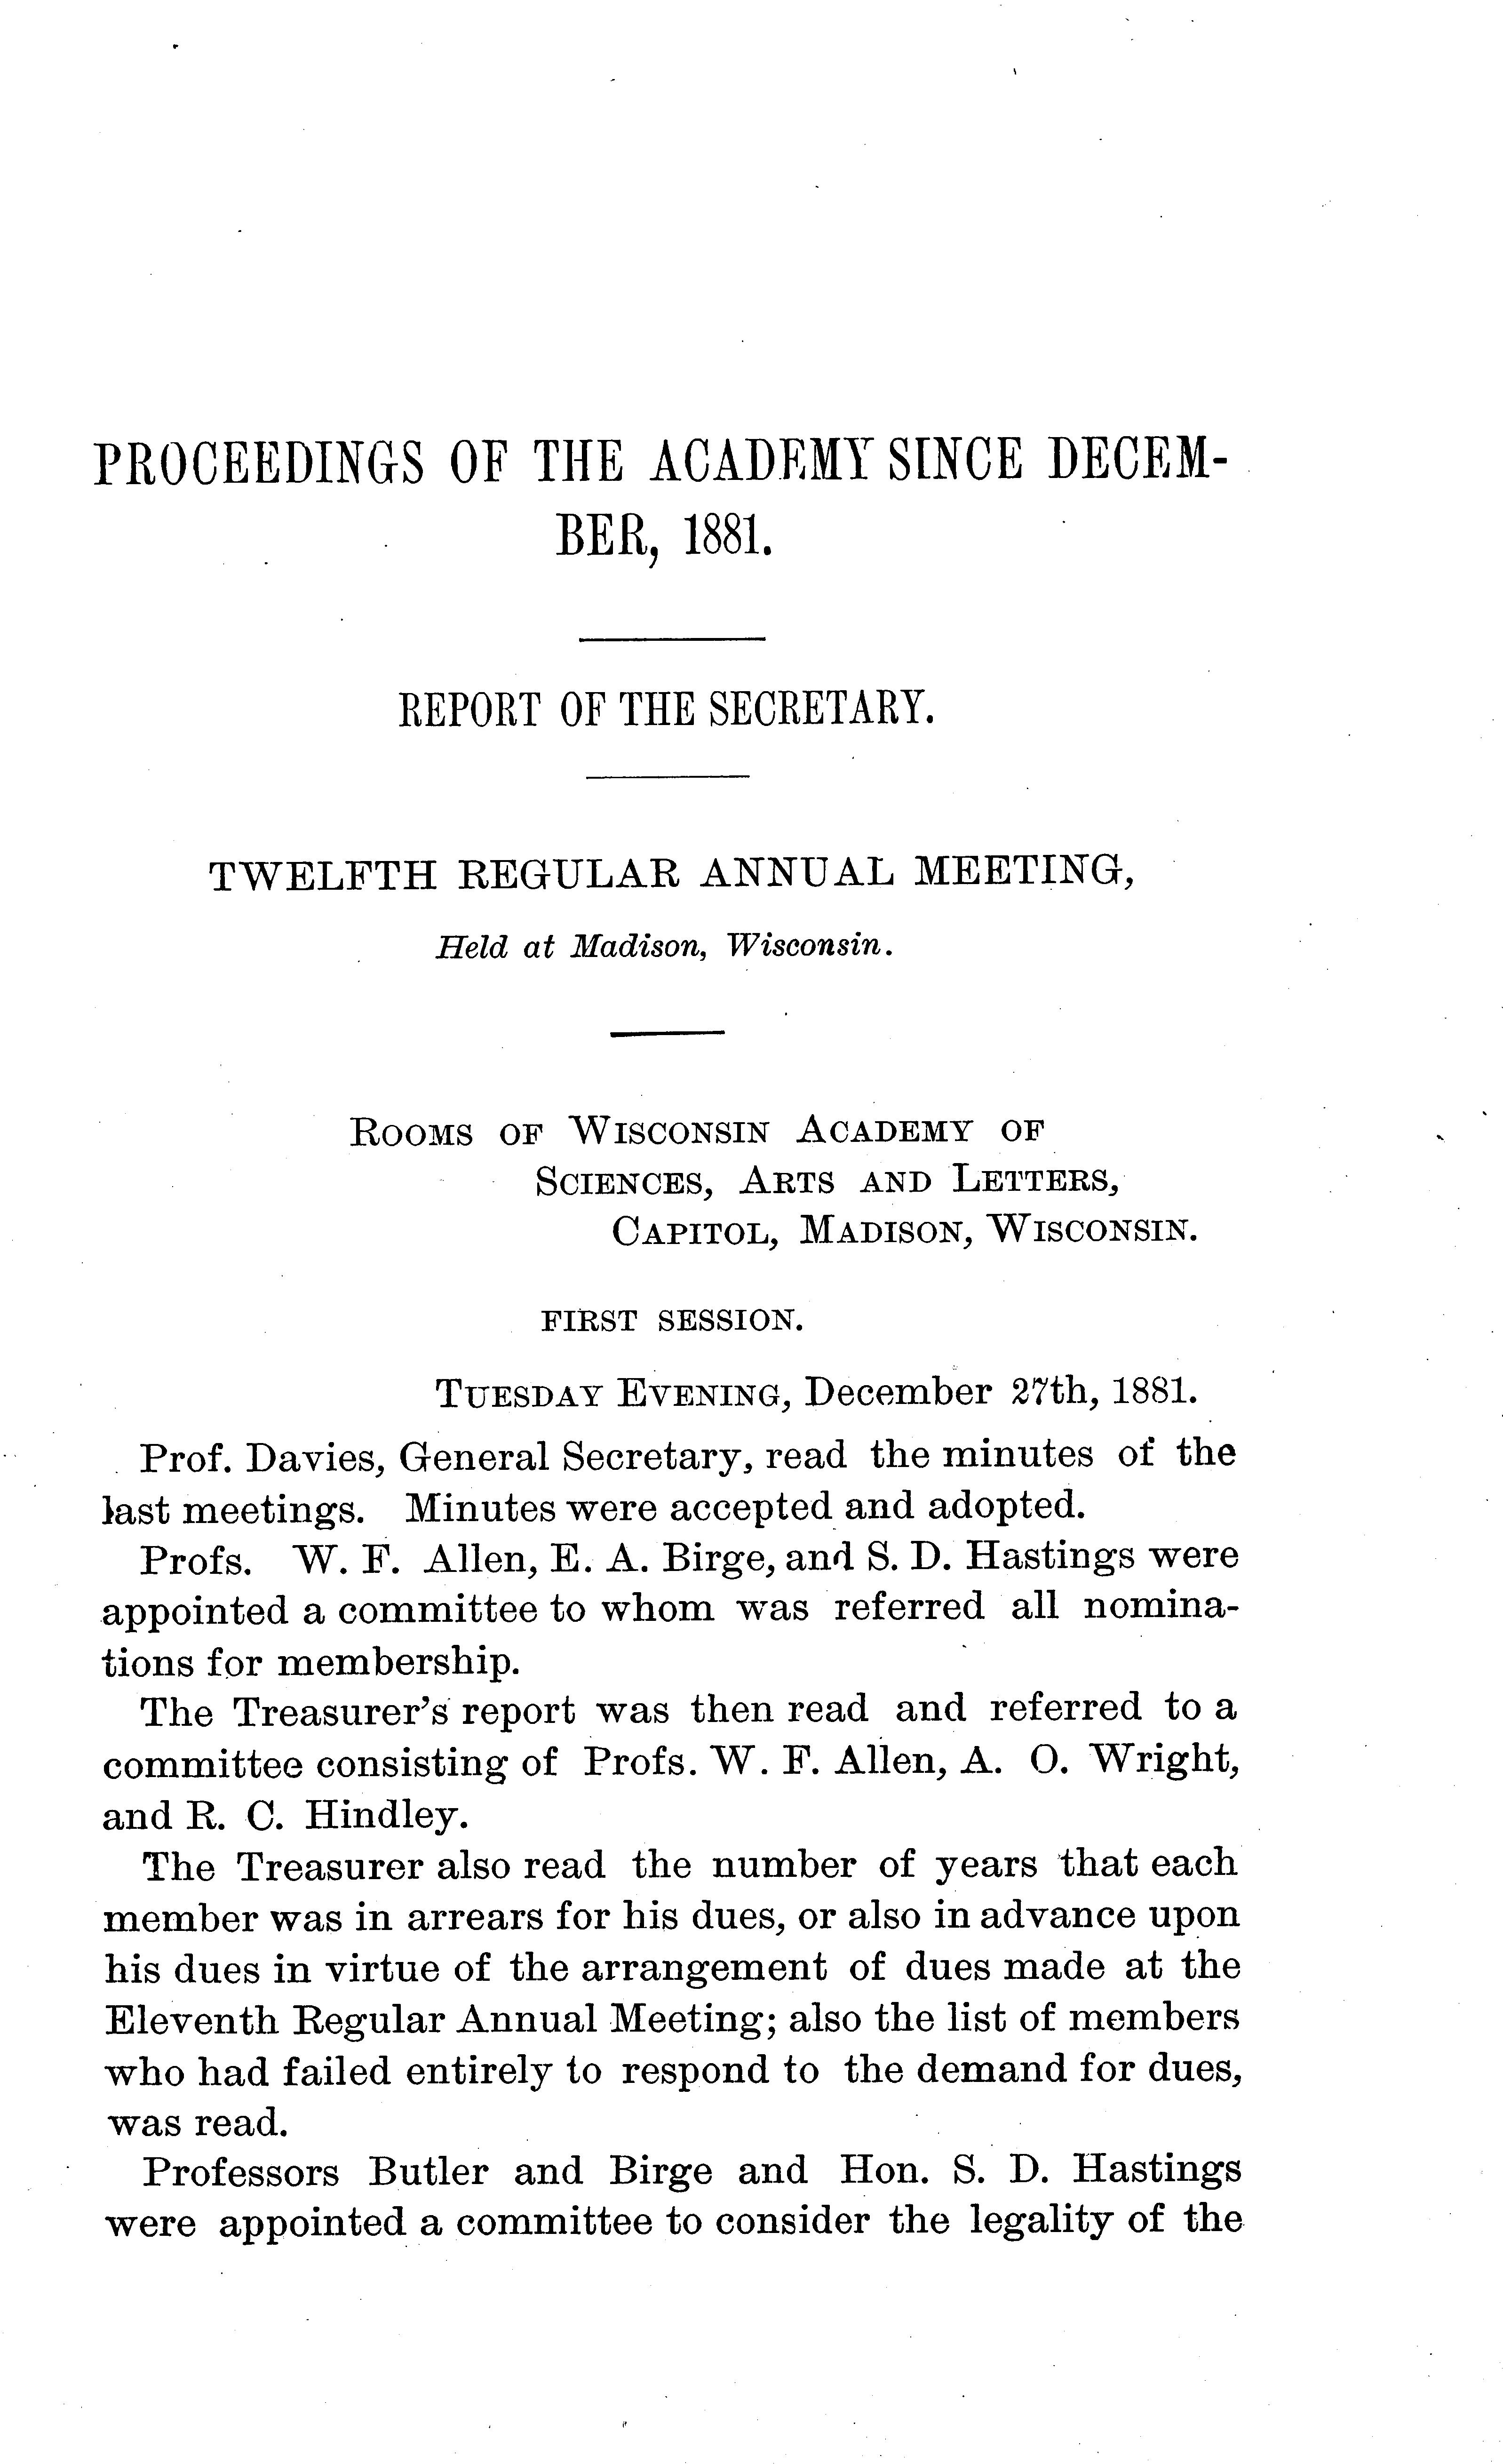 PROCEEDINGS OF THE ACADEMY SINCE DECEM-
BER, 1881.
REPORT OF THE SECRETARY.
TWELFTH REGULAR ANNUAL MEETING,
Held at Madison, Wisconsin.
ROOMS OF WISCONSIN ACADEMY OF
SCIENCES, ARTS AND LETTERS,
CAPITOL, MADISON, WISCONSIN.
FIRST SESSION.
TUESDAY EVENING, December 27th, 1881.
Prof. Davies, General Secretary, read the minutes of the
last meetings. Minutes were accepted and adopted.
Profs. W. F. Allen, E. A. Birge, and S. D. Hastings were
appointed a committee to whom was referred all nomina-
tions for membership.
The Treasurer's report was then read and referred to a
committee consisting of Profs. W. F. Allen, A. O. Wright,
and R. C. Hindley.
The Treasurer also read the number of years that each
member was in arrears for his dues, or also in advance upon
his dues in virtue of the arrangement of dues made at the
Eleventh Regular Annual Meeting; also the list of members
who had failed entirely to respond to the demand for dues,
was read.
Professors Butler and Birge and Hon. S. D. Hastings
were appointed a committee to consider the legality of the